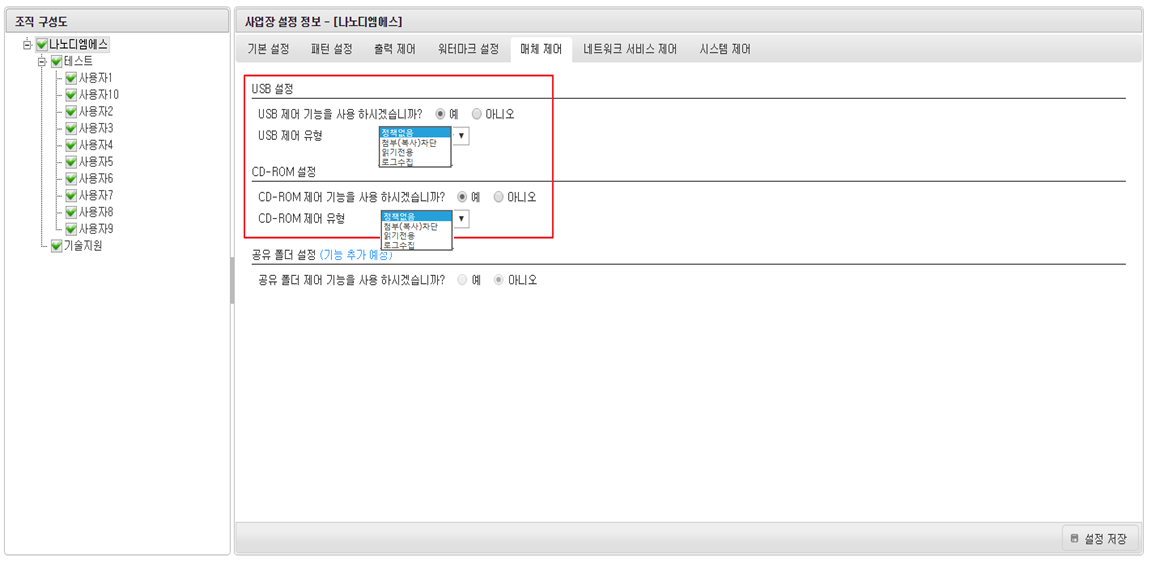 조직 구성도
나노디엠에스
테스트
사용자1
사용자10
사용자2
사용자3
사용자4
사용자5
사용자6
사용자7
사용자8
사용자9
기술지원
사업장 설정 정보 - [나노디엠에스]
기본 설정 패턴 설정 출력 제어 워터마크 설정 매체 제어 네트워크 서비스 제어 시스템 제어
USB 설정
USB 제어 기능을 사용 하시겠습니까? 예 아니오
USB 제어 유형 정책없음
첨부(복사)차단
읽기전용
로그수집
CD-ROM 설정
CD-ROM 제어 기능을 사용 하시겠습니까? 예 아니오
CD-ROM 제어 유형 정책없음
첨부(복사)차단
읽기전용
로그수집
공유 폴더 설정 (기능 추가 예정)
공유 폴더 제어 기능을 사용 하시겠습니까? 예 아니오
설정 저장